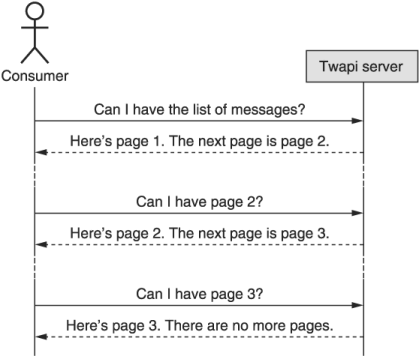 Consumer
Twapi server
Can I have the list of messages?
Here's page 1. The next page is page 2.
Can I have page 2?
Here's page 2. The next page is page 3.
Can I have page 3?
Here's page 3. There are no more pages.